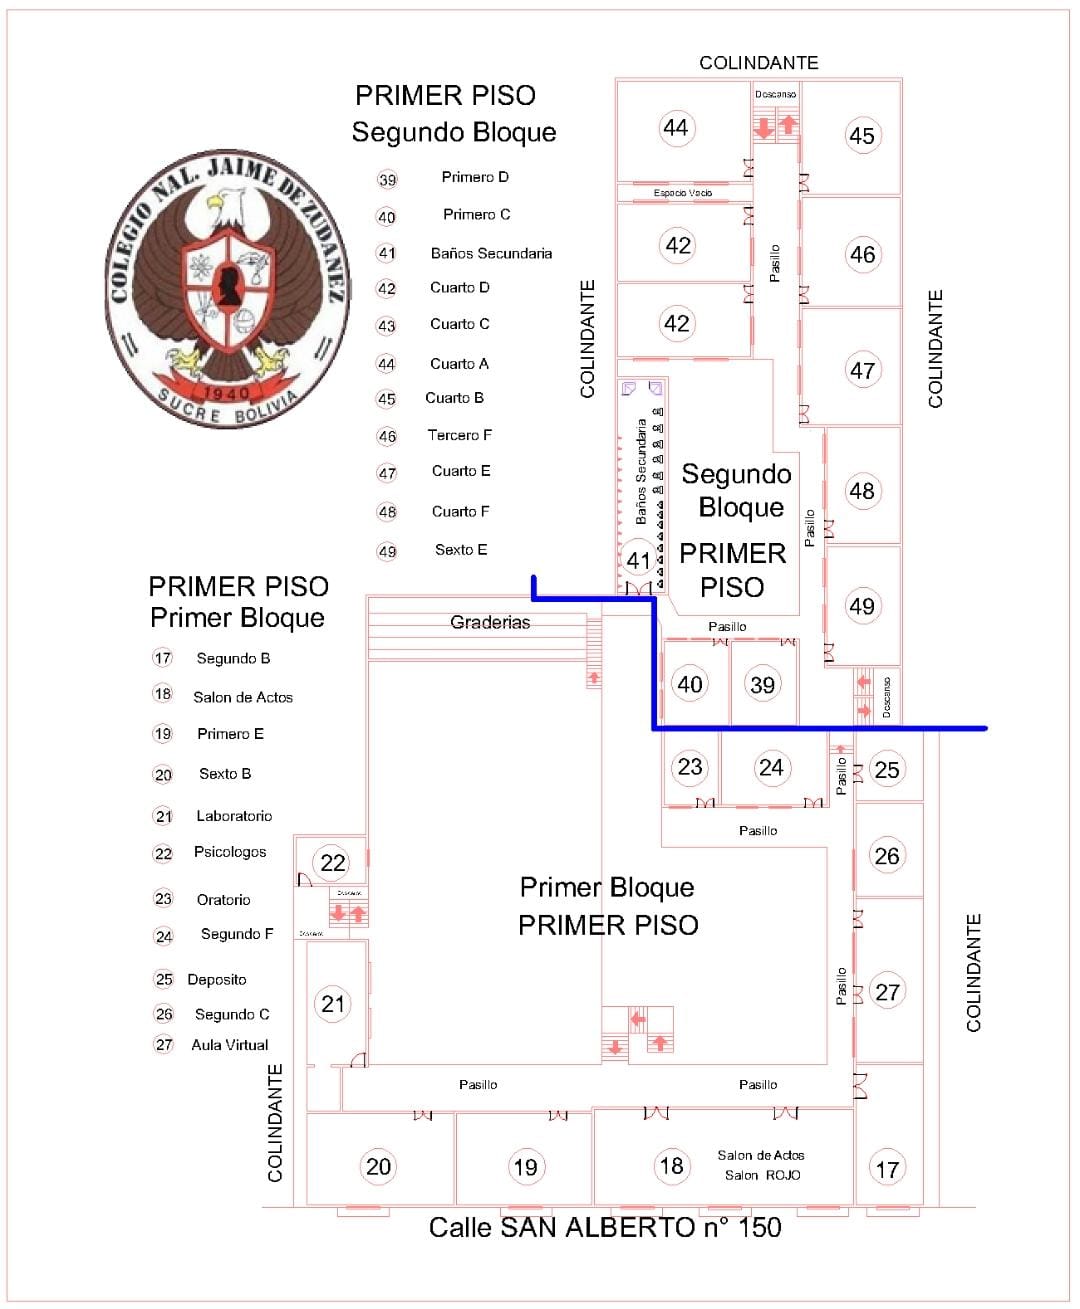 COLINDANTE
PRIMER PISO
Segundo Bloque
39 Primero D
40 Primero C
41 Baños Secundaria
42 Cuarto D
43 Cuarto C
44 Cuarto A
45 Cuarto B
46 Tercero F
47 Cuarto E
48 Cuarto F
49 Sexto E
COLEGIO NAL. JAIME DE ZUDAÑEZ
1940
SUCRE BOLIVIA
PRIMER PISO
Primer Bloque
17 Segundo B
18 Salon de Actos
19 Primero E
20 Sexto B
21 Laboratorio
22 Psicologos
23 Oratorio
24 Segundo F
25 Deposito
26 Segundo C
27 Aula Virtual
Descanso
44
45
Espacio Vacio
42
46
Pasillo
42
47
COLINDANTE
COLINDANTE
Baños Secundaria
41
Segundo
Bloque
PRIMER
PISO
Pasillo
48
49
Pasillo
40
39
Descanso
Graderias
23
24
Pasillo
25
Pasillo
26
22
Descanso
Descanso
Primer Bloque
PRIMER PISO
21
Pasillo
27
COLINDANTE
COLINDANTE
Pasillo
Pasillo
20
19
18
Salon de Actos
Salon ROJO
17
Calle SAN ALBERTO n° 150